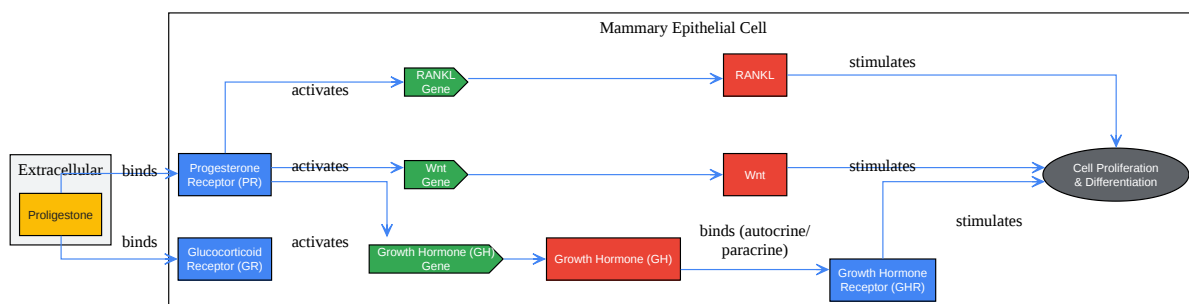 Mammary Epithelial Cell
RANKL
Gene
RANKL
stimulates
activates
Extracellular
Proligestone
binds
Progesterone
Receptor (PR)
activates
Wnt
Gene
Wnt
stimulates
Cell Proliferation
& Differentiation
binds
Glucocorticoid
Receptor (GR)
activates
Growth Hormone (GH)
Gene
Growth Hormone (GH)
binds (autocrine/
paracrine)
Growth Hormone
Receptor (GHR)
stimulates